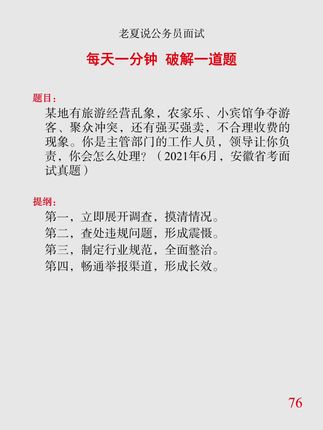 老夏说公务员面试
每天一分钟 破解一道题
题目：
某地有旅游经营乱象，农家乐、小宾馆争夺游
客、聚众冲突，还有强买强卖，不合理收费的
现象。你是主管部门的工作人员，领导让你负
责，你会怎么处理？（2021年6月，安徽省考面
试真题）
提纲：
第一，立即展开调查，摸清情况。
第二，查处违规问题，形成震慑。
第三，制定行业规范，全面整治。
第四，畅通举报渠道，形成长效。
76